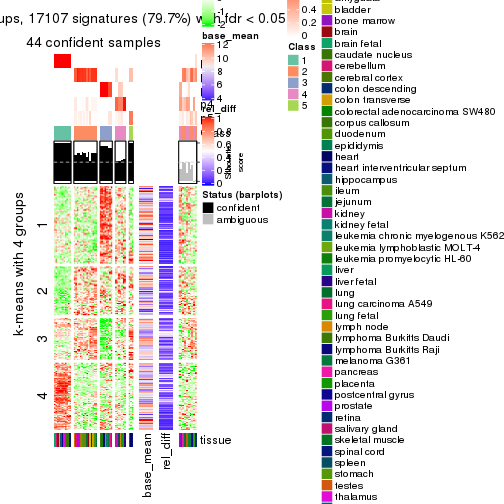 ups, 17107 signatures (79.7%) with fdr < 0.05
44 confident samples
k-means with 4 groups
1
2
3
4
base_mean
rel_diff
tissue
-2
base_mean
12
10
8
6
4
2
rel_diff
1
0.8
0.6
0.4
0.2
0
Silhouette
score
Status (barplots)
confident
ambiguous
0.4
0.2
0
Class
1
2
3
4
5
bladder
bone marrow
brain
brain fetal
caudate nucleus
cerebellum
cerebral cortex
colon descending
colon transverse
colorectal adenocarcinoma SW480
corpus callosum
duodenum
epididymis
heart
heart interventricular septum
hippocampus
ileum
jejunum
kidney
kidney fetal
leukemia chronic myelogenous K562
leukemia lymphoblastic MOLT-4
leukemia promyelocytic HL-60
liver
liver fetal
lung
lung carcinoma A549
lung fetal
lymph node
lymphoma Burkitts Daudi
lymphoma Burkitts Raji
melanoma G361
pancreas
placenta
postcentral gyrus
prostate
retina
salivary gland
skeletal muscle
spinal cord
spleen
stomach
testes
thalamus